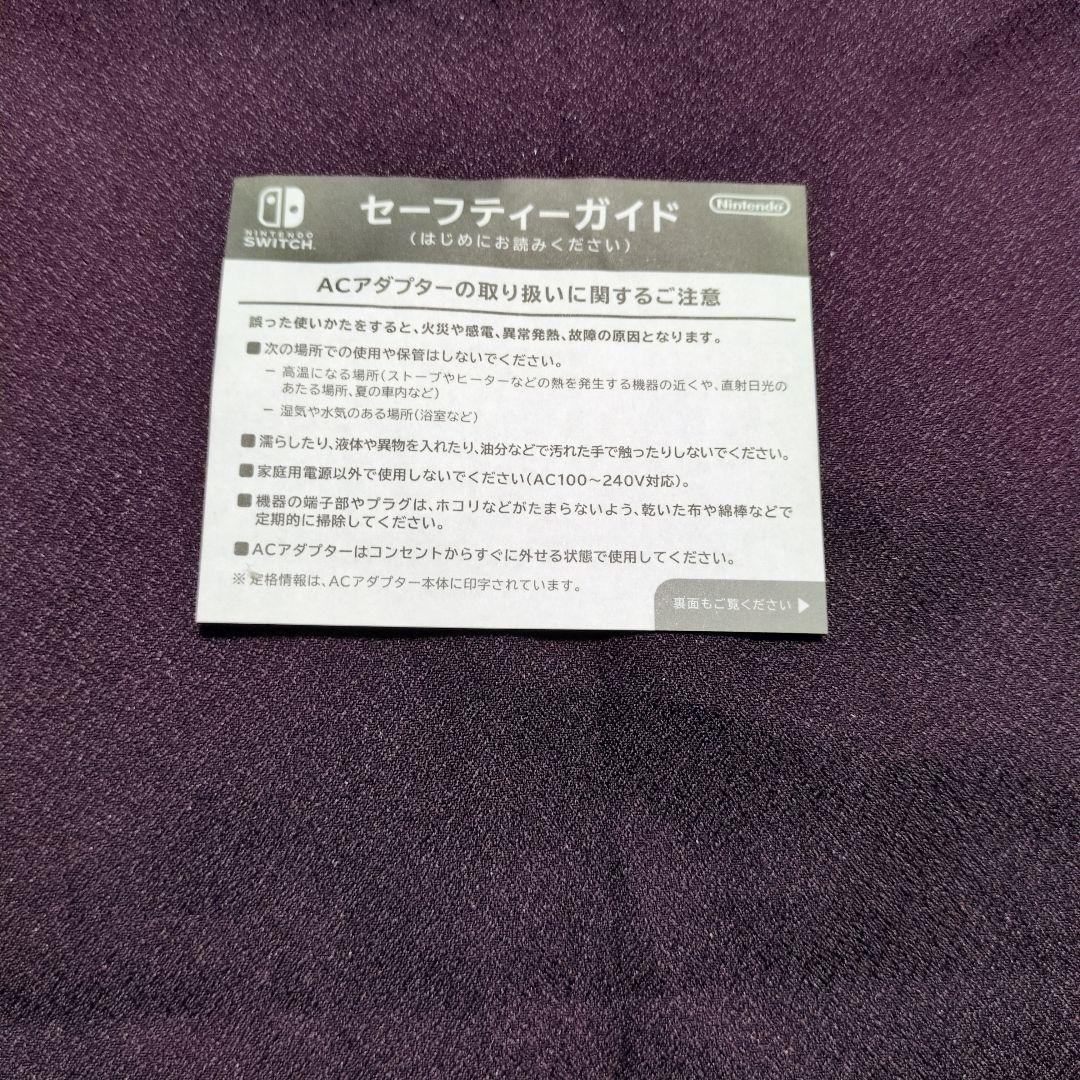 NINTENDO
SWITCH
セーフティーガイド
(はじめにお読みください)
Nintendo
ACアダプターの取り扱いに関するご注意
誤った使いかたをすると、火災や感電、異常発熱、故障の原因となります。
■次の場所での使用や保管はしないでください。
- 高温になる場所(ストーブやヒーターなどの熱を発生する機器の近くや、直射日光の
あたる場所、夏の車内など)
- 湿気や水気のある場所(浴室など)
■濡らしたり、液体や異物を入れたり、油分などで汚れた手で触ったりしないでください。
■家庭用電源以外で使用しないでください(AC100~240V対応)。
■機器の端子部やプラグは、ホコリなどがたまらないよう、乾いた布や綿棒などで
定期的に掃除してください。
■ACアダプターはコンセントからすぐに外せる状態で使用してください。
※ 定格情報は、ACアダプター本体に印字されています。
裏面もご覧ください ▶